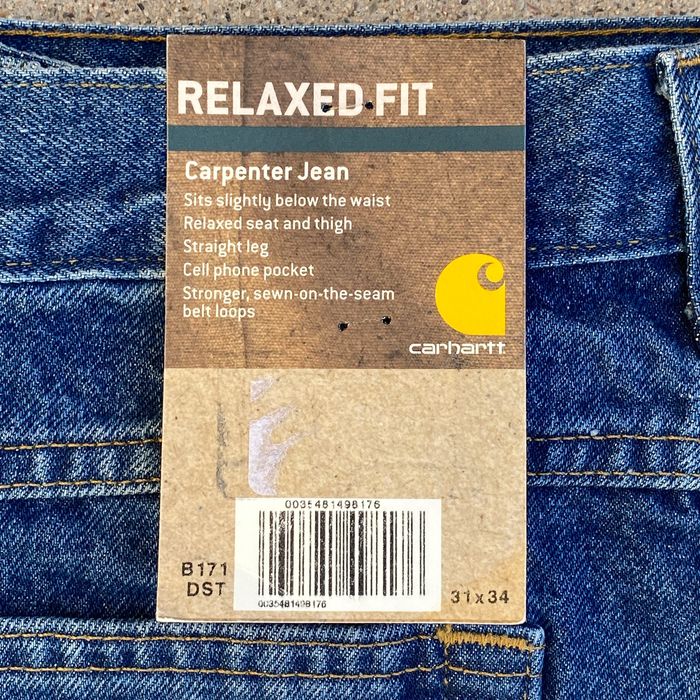 RELAXED FIT
Carpenter Jean
Sits slightly below the waist
Relaxed seat and thigh
Straight leg
Cell phone pocket
Stronger, sewn-on-the-seam
belt loops
carhartt
0035481498176
B171
DST
0035481498176
31x34